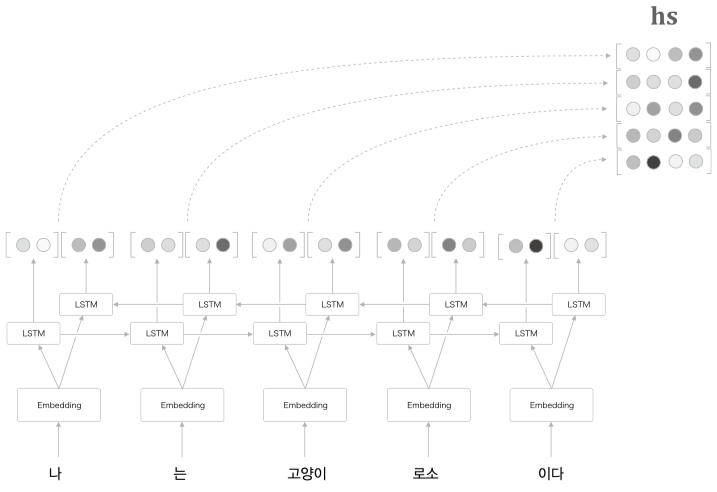 hs
LSTM LSTM LSTM LSTM LSTM
LSTM LSTM LSTM LSTM LSTM
Embedding Embedding Embedding Embedding Embedding
나 는 고양이 로소 이다